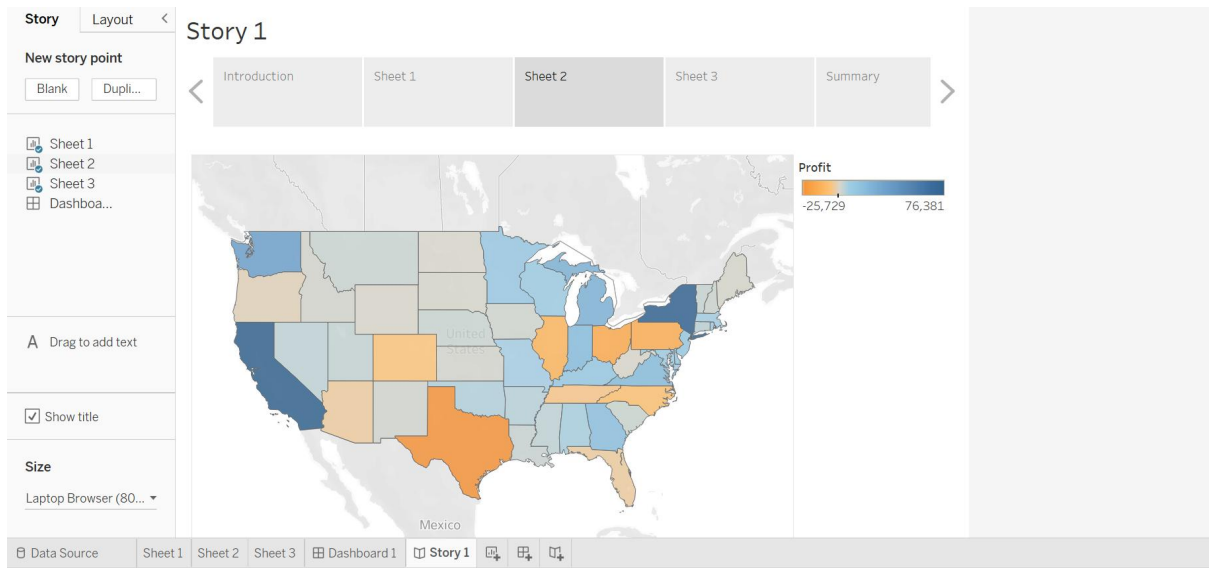 Story
Layout
<
New story point
Blank
Dupli...
Sheet 1
Sheet 2
Sheet 3
Dashboa...
A Drag to add text
Show title
Size
Laptop Browser (80...
Story 1
Introduction
Sheet 1
Sheet 2
Sheet 3
Summary
United
States
Mexico
Profit
-25,729
76,381
Data Source
Sheet 1
Sheet 2
Sheet 3
Dashboard 1
Story 1